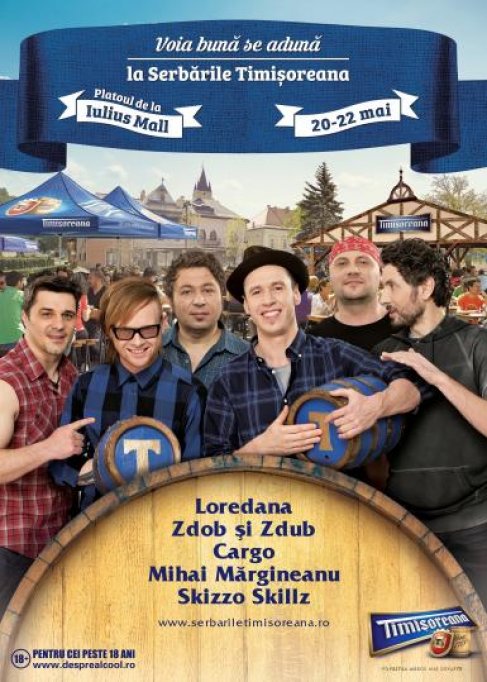 Voia bună se adună
la Serbările Timișoreana
Platoul de la
Iulius Mall
20-22 mai
Timișoreana
Timișoreana
T
T
Loredana
Zdob și Zdub
Cargo
Mihai Mărgineanu
Skizzo Skillz
www.serbariletimisoreana.ro
Timișoreana
18+
PENTRU CEI PESTE 18 ANI
www.desprealcool.ro